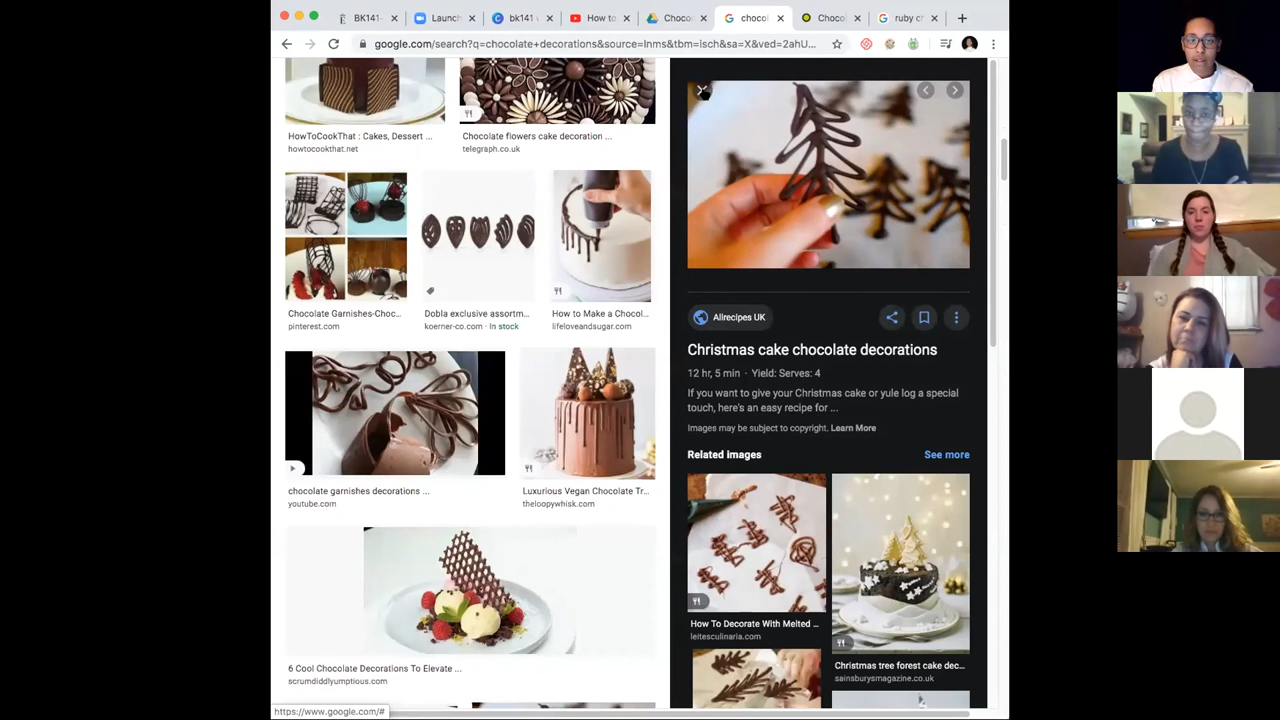 BK141-
Launch
bk141
How to
Choco
choco
Choco
ruby c
google.com/search?q=chocolate+decorations&source=lnms&tbm=isch&sa=X&ved=2ahU...
HowToCookThat : Cakes, Dessert ...
howtocookthat.net
Chocolate flowers cake decoration ...
telegraph.co.uk
Chocolate Garnishes-Choc...
pinterest.com
Dobla exclusive assortm...
koerner-co.com · In stock
How to Make a Chocol...
lifeloveandsugar.com
chocolate garnishes decorations ...
youtube.com
Luxurious Vegan Chocolate Tr...
theloopywhisk.com
6 Cool Chocolate Decorations To Elevate ...
scrumdiddlyumptious.com
https://www.google.com/#
Allrecipes UK
Christmas cake chocolate decorations
12 hr, 5 min · Yield: Serves: 4
If you want to give your Christmas cake or yule log a special
touch, here's an easy recipe for ...
Images may be subject to copyright. Learn More
Related images
See more
How To Decorate With Melted ...
leitesculinaria.com
Christmas tree forest cake dec...
sainsburysmagazine.co.uk